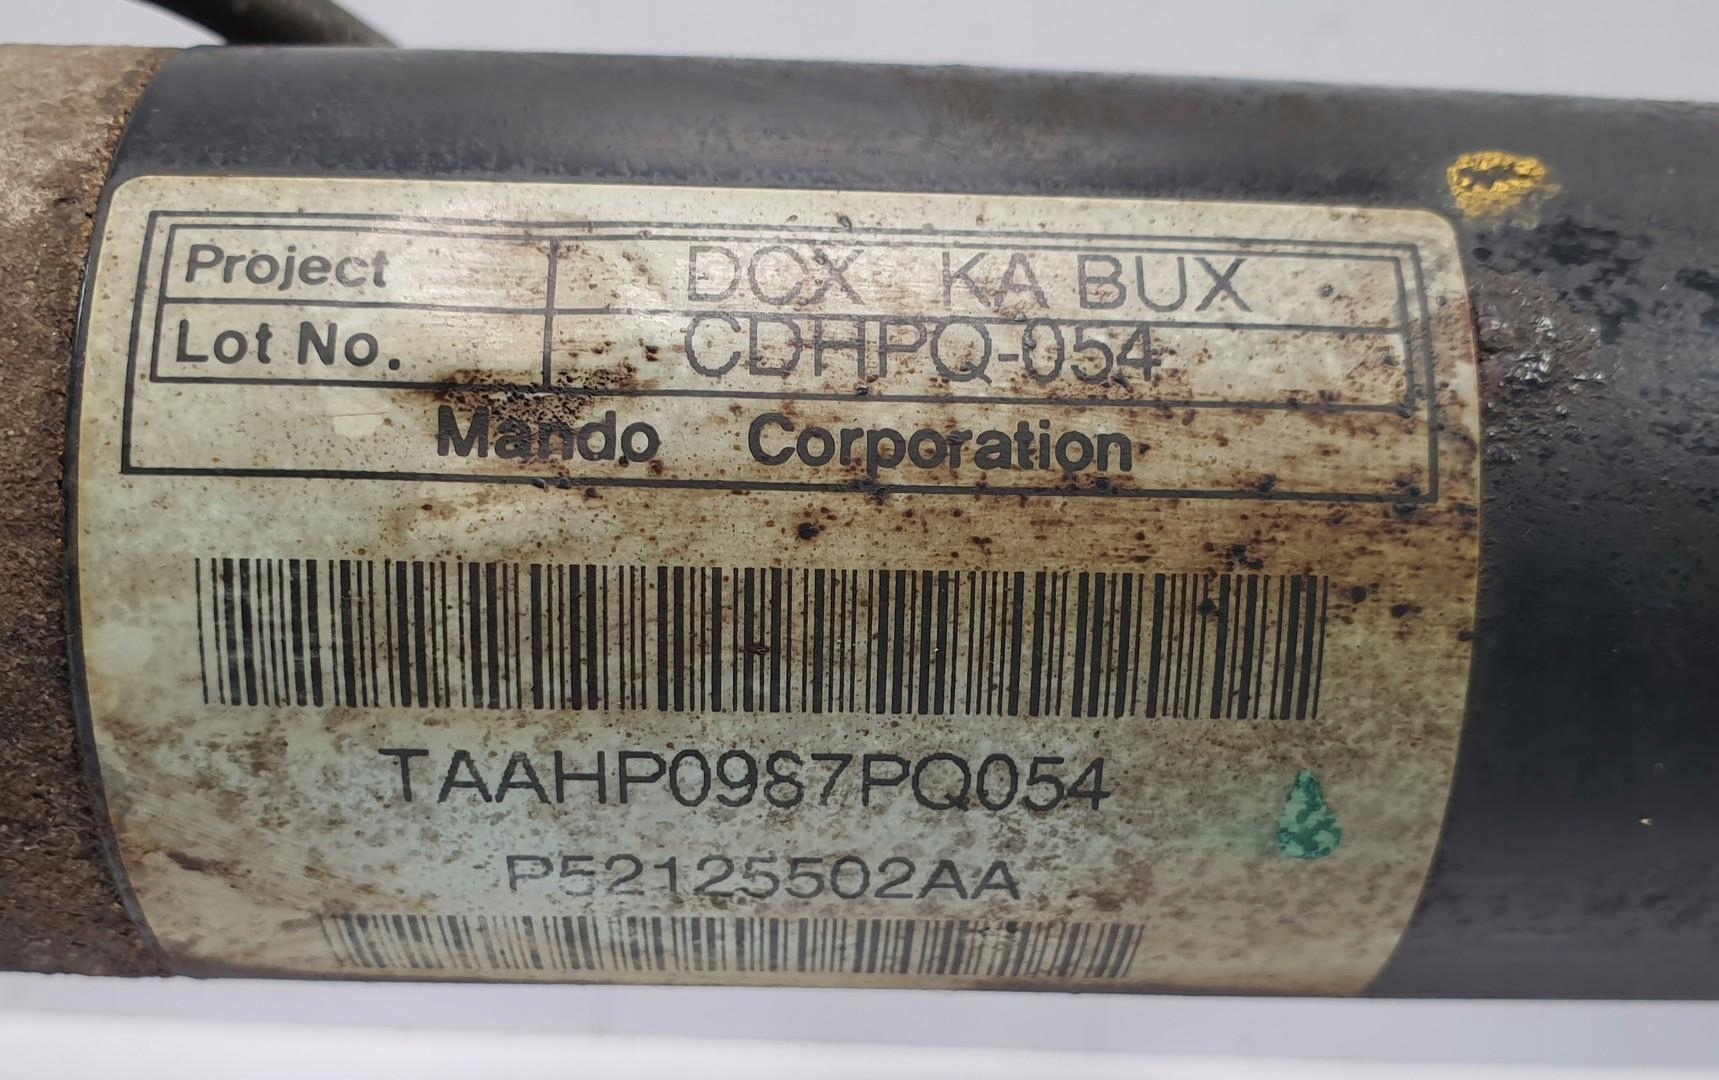 Project DCX KA BUX
Lot No. CDHPQ-054
Mando Corporation
TAAHP0987PQ054
P52125502AA